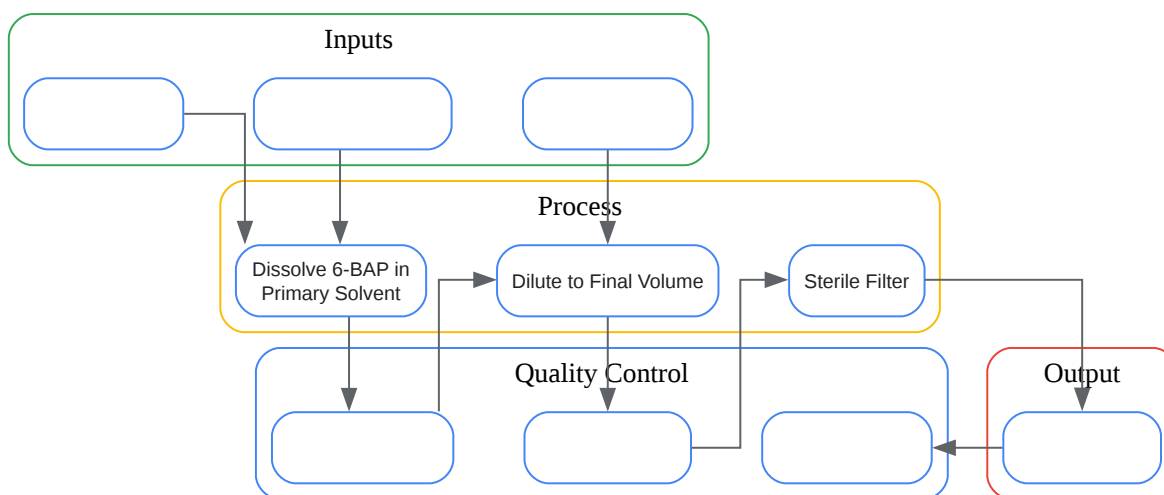 Inputs
Process
Dissolve 6-BAP in
Primary Solvent
Dilute to Final Volume
Sterile Filter
Quality Control
Output